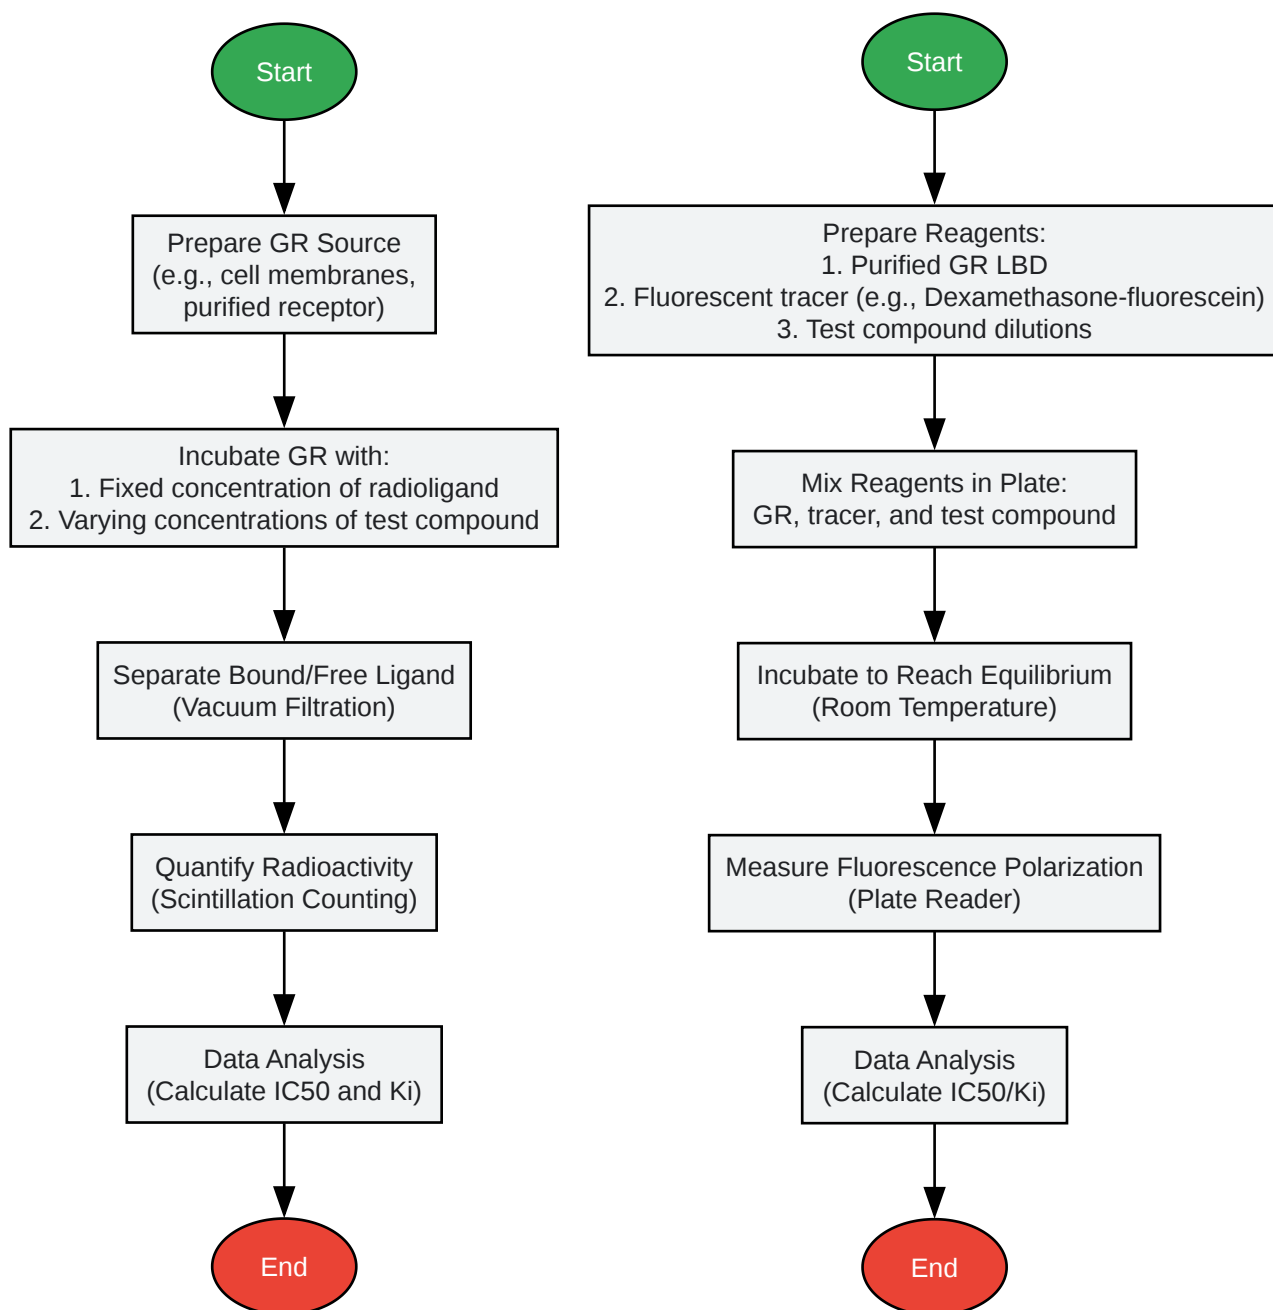 Start
Prepare GR Source
(e.g., cell membranes,
purified receptor)
Incubate GR with:
1. Fixed concentration of radioligand
2. Varying concentrations of test compound
Separate Bound/Free Ligand
(Vacuum Filtration)
Quantify Radioactivity
(Scintillation Counting)
Data Analysis
(Calculate IC50 and Ki)
End
Start
Prepare Reagents:
1. Purified GR LBD
2. Fluorescent tracer (e.g., Dexamethasone-fluorescein)
3. Test compound dilutions
Mix Reagents in Plate:
GR, tracer, and test compound
Incubate to Reach Equilibrium
(Room Temperature)
Measure Fluorescence Polarization
(Plate Reader)
Data Analysis
(Calculate IC50/Ki)
End